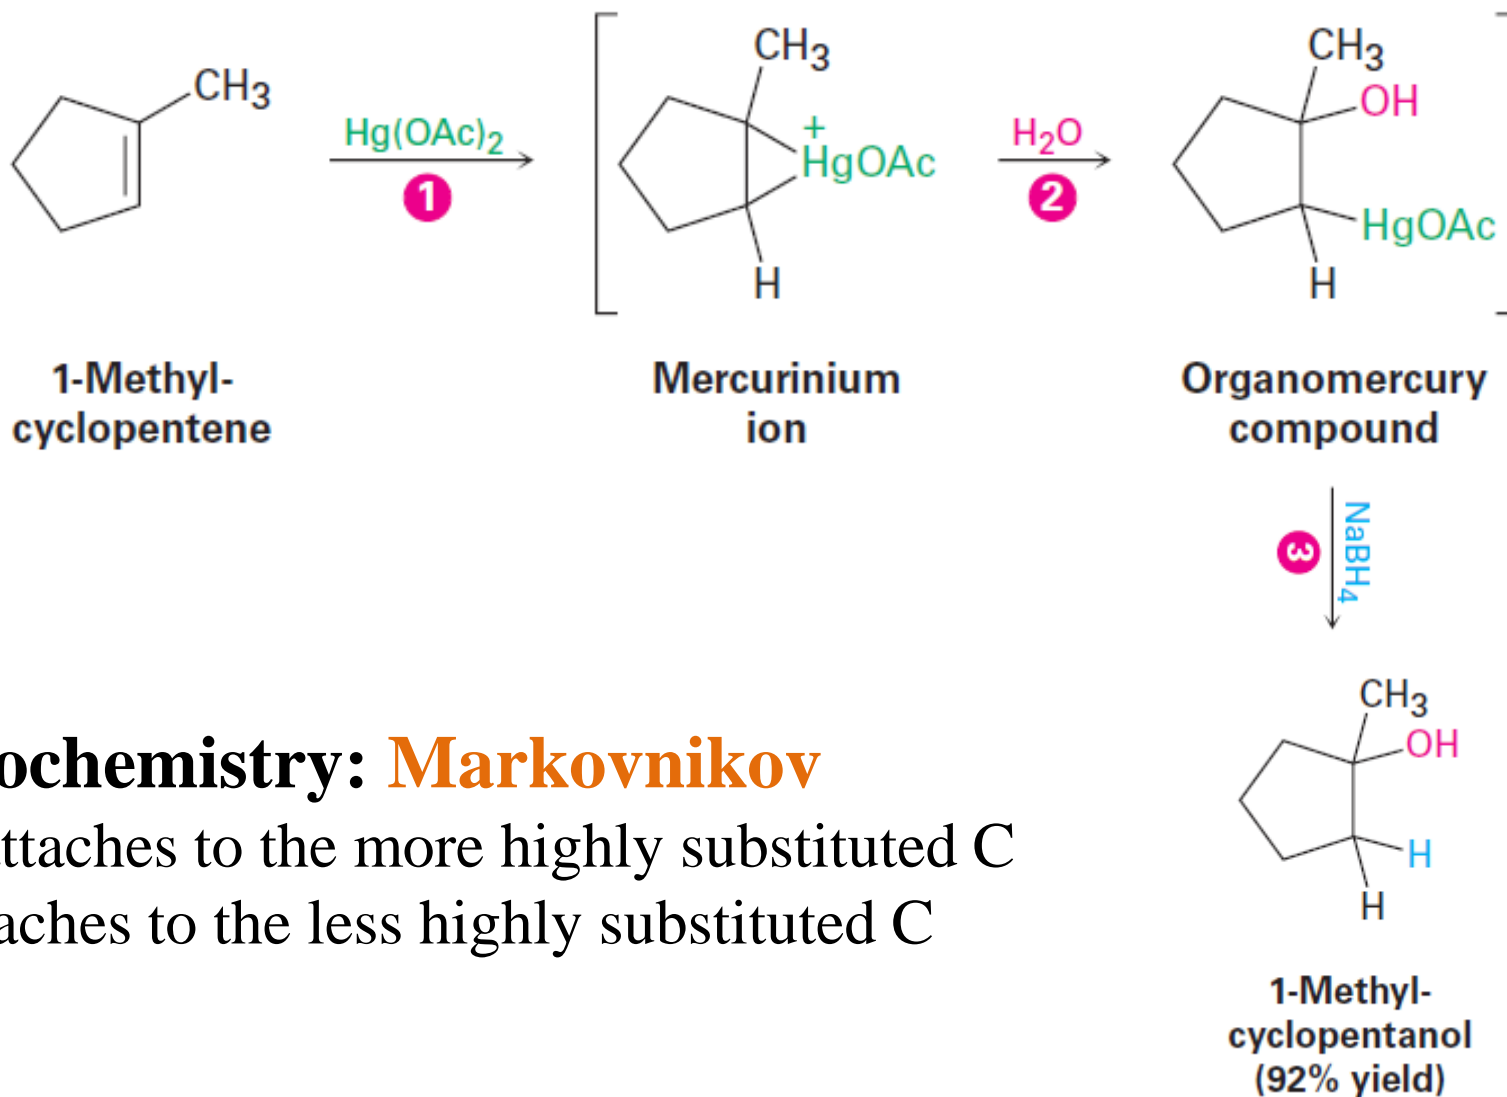 CH3
Hg(OAc)2
1
CH3
+
HgOAc
H
H2O
2
CH3
OH
HgOAc
H
1-Methyl-
cyclopentene
Mercurinium
ion
Organomercury
compound
3
NaBH4
CH3
OH
H
H
ochemistry: Markovnikov
ttaches to the more highly substituted C
aches to the less highly substituted C
1-Methyl-
cyclopentanol
(92% yield)